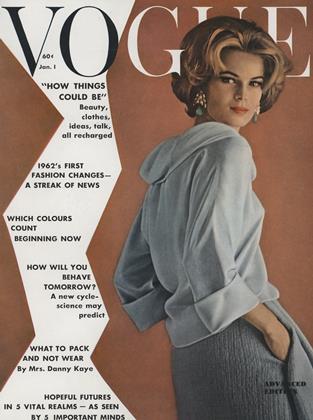 VOGUE
60¢
Jan. 1
"HOW THINGS
COULD BE"
Beauty,
clothes,
ideas, talk,
all recharged
1962's FIRST
FASHION CHANGES—
A STREAK OF NEWS
WHICH COLOURS
COUNT
BEGINNING NOW
HOW WILL YOU
BEHAVE
TOMORROW?
A new cycle-
science may
predict
WHAT TO PACK
AND NOT WEAR
By Mrs. Danny Kaye
HOPEFUL FUTURES
IN 5 VITAL REALMS — AS SEEN
BY 5 IMPORTANT MINDS
ADVANCED
EDITION